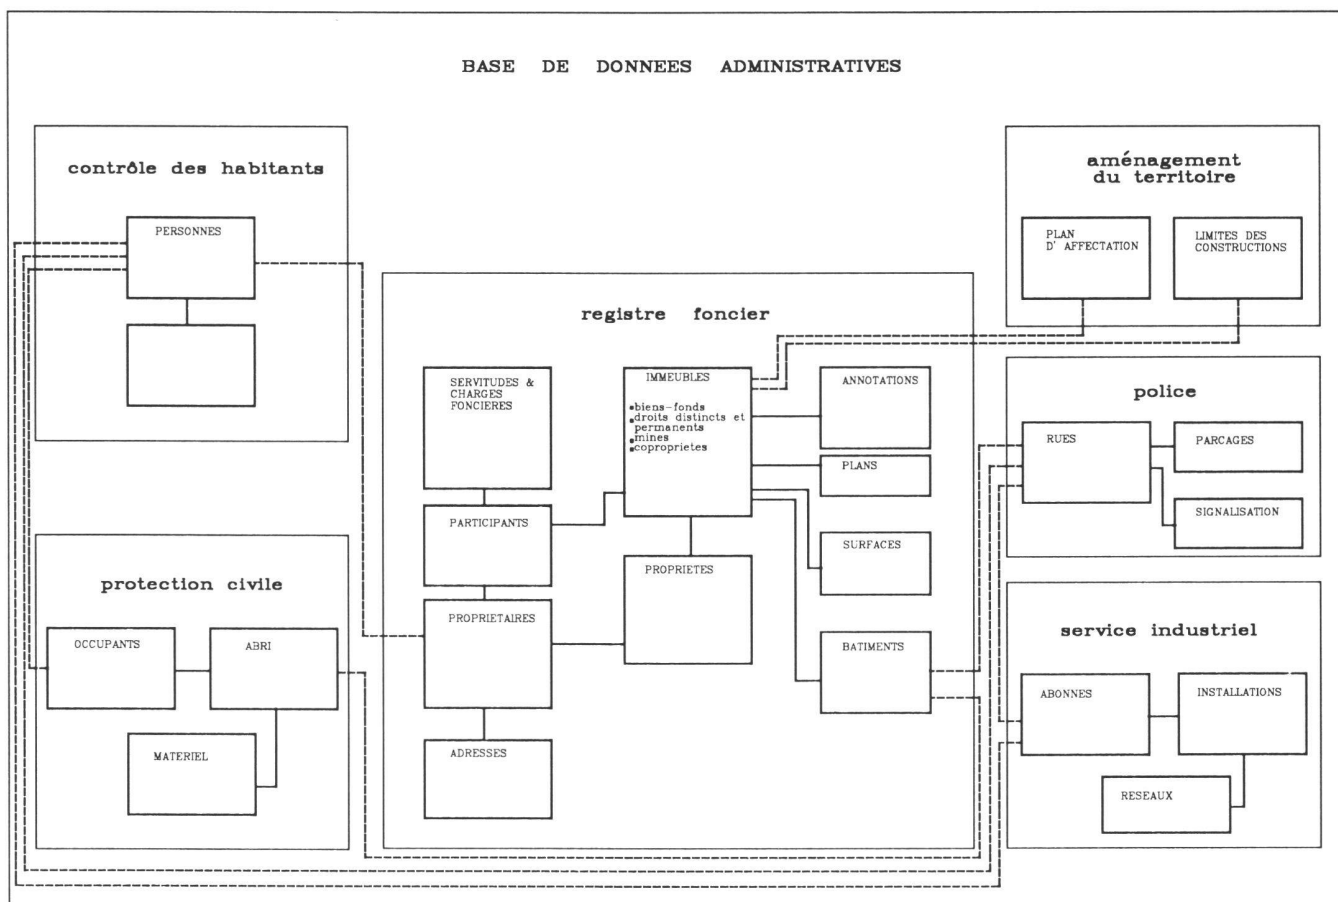 BASE DE DONNEES ADMINISTRATIVES
contrôle des habitants
PERSONNES
aménagement
du territoire
PLAN
D' AFFECTATION
LIMITES DES
CONSTRUCTIONS
registre foncier
SERVITUDES &
CHARGES
FONCIERES
IMMEUBLES
biens-fonds
droits distincts et
permanents
mines
coproprietes
ANNOTATIONS
PLANS
PARTICIPANTS
SURFACES
PROPRIETES
PROPRIETAIRES
BATIMENTS
ADRESSES
police
RUES
PARCAGES
SIGNALISATION
protection civile
OCCUPANTS
ABRI
MATERIEL
service industriel
ABONNES
INSTALLATIONS
RESEAUX